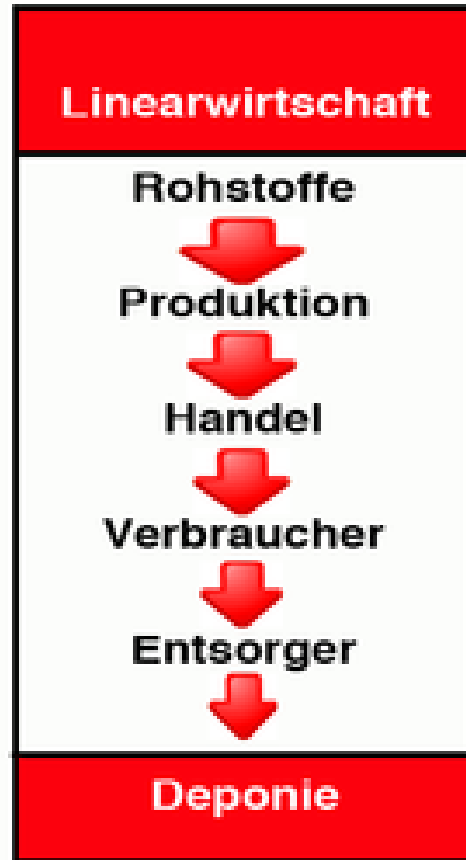 Linearwirtschaft
Rohstoffe
Produktion
Handel
Verbraucher
Entsorger
Deponie